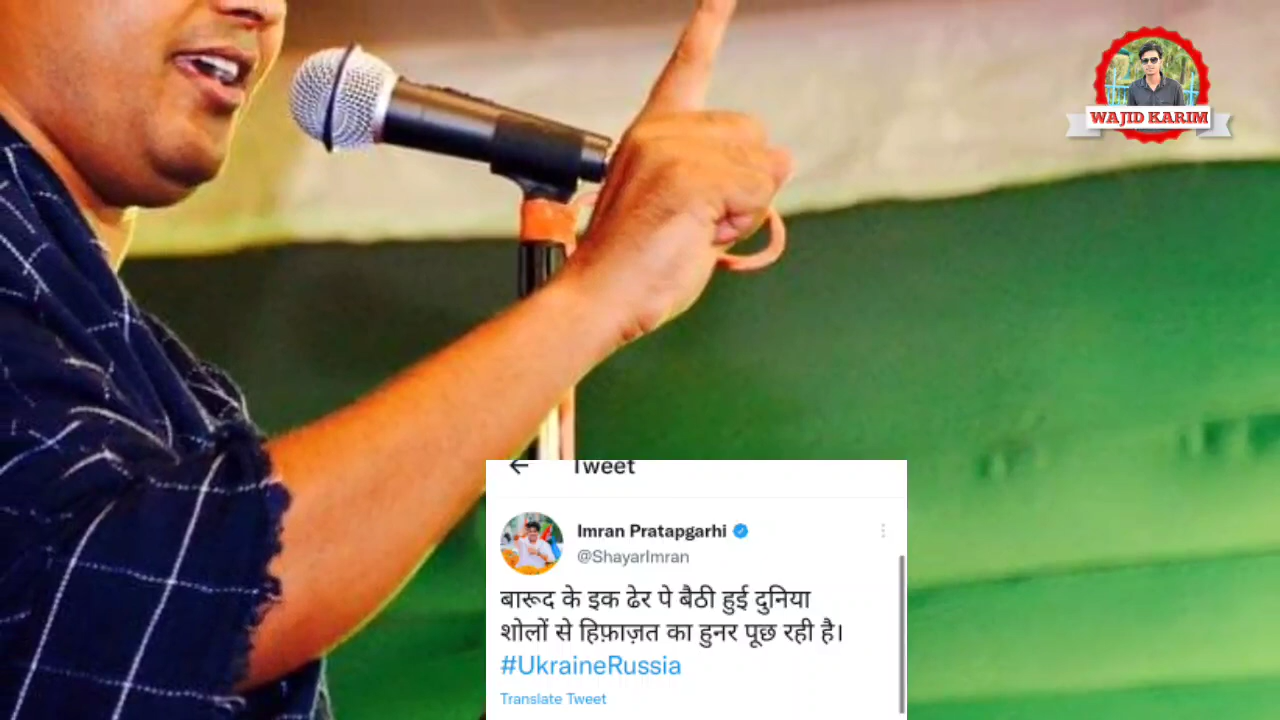 WAJID KARIM
Tweet
Imran Pratapgarhi
@ShayarImran
बारूद के इक ढेर पे बैठी हुई दुनिया
शोलों से हिफ़ाज़त का हुनर पूछ रही है।
#UkraineRussia
Translate Tweet